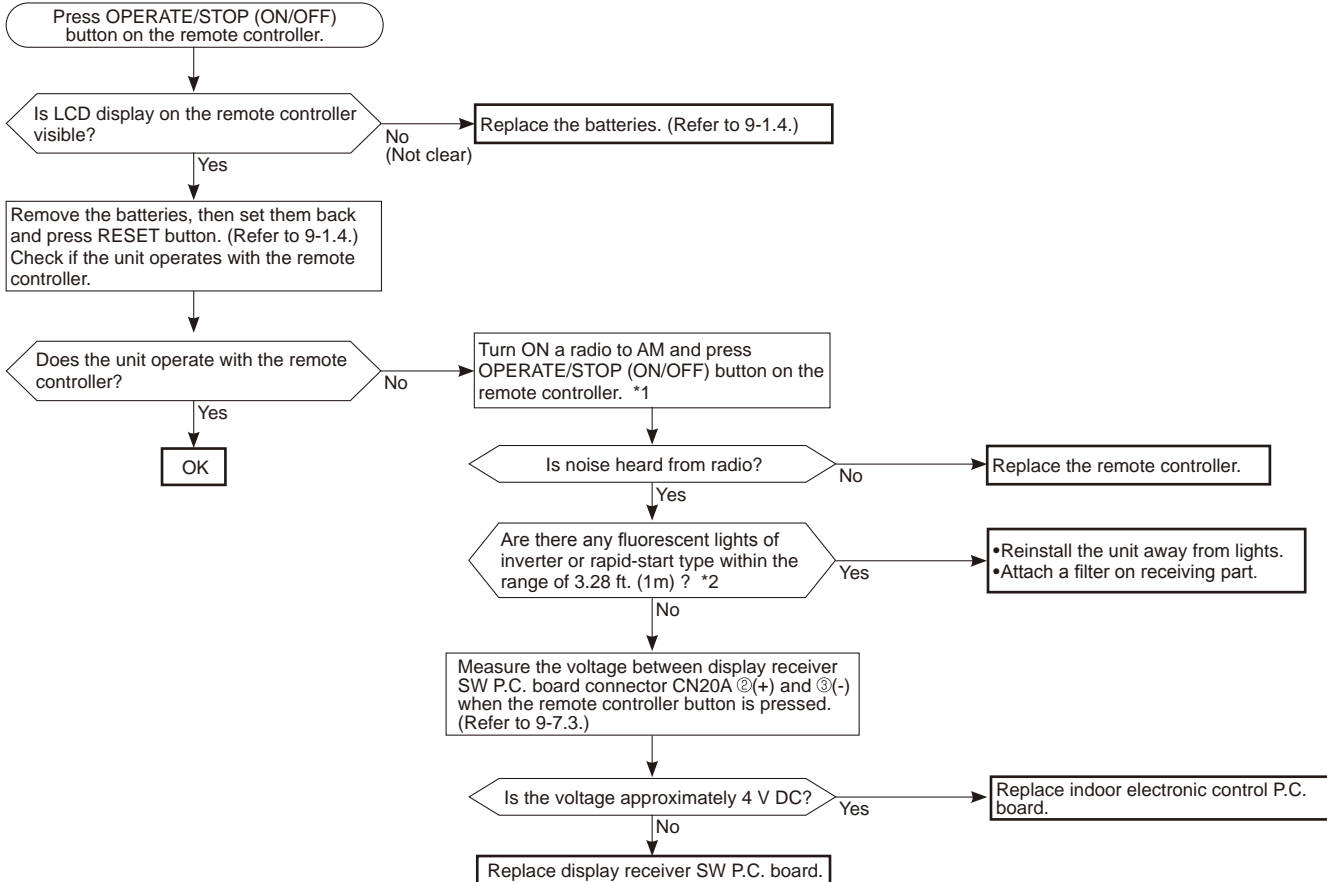 Press OPERATE/STOP (ON/OFF)
button on the remote controller.
Is LCD display on the remote controller
visible?
No
(Not clear)
Replace the batteries. (Refer to 9-1.4.)
Yes
Remove the batteries, then set them back
and press RESET button. (Refer to 9-1.4.)
Check if the unit operates with the remote
controller.
Does the unit operate with the remote
controller?
No
Yes
OK
Turn ON a radio to AM and press
OPERATE/STOP (ON/OFF) button on the
remote controller. *1
Is noise heard from radio?
No
Replace the remote controller.
Yes
Are there any fluorescent lights of
inverter or rapid-start type within the
range of 3.28 ft. (1m) ? *2
Yes
•Reinstall the unit away from lights.
•Attach a filter on receiving part.
No
Measure the voltage between display receiver
SW P.C. board connector CN20A ②(+) and ③(-)
when the remote controller button is pressed.
(Refer to 9-7.3.)
Is the voltage approximately 4 V DC?
Yes
Replace indoor electronic control P.C.
board.
No
Replace display receiver SW P.C. board.